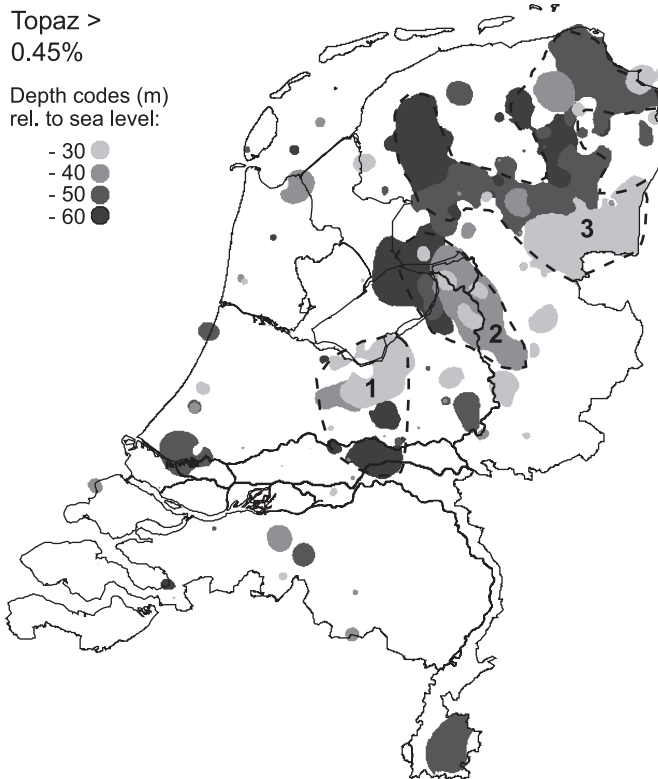 Topaz >
0.45%
Depth codes (m)
rel. to sea level:
- 30
- 40
- 50
- 60
3
2
1